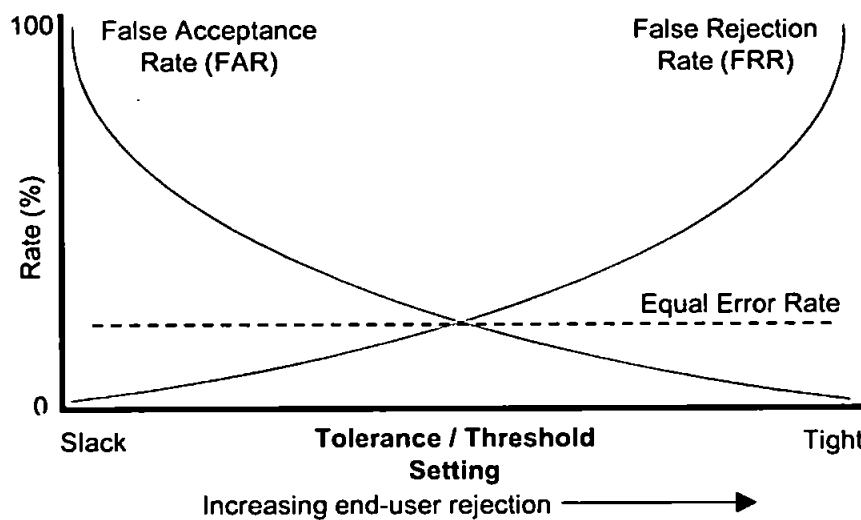 100
False Acceptance
Rate (FAR)
False Rejection
Rate (FRR)
Rate (%)
Equal Error Rate
0
Slack
Tolerance / Threshold
Setting
Tight
Increasing end-user rejection